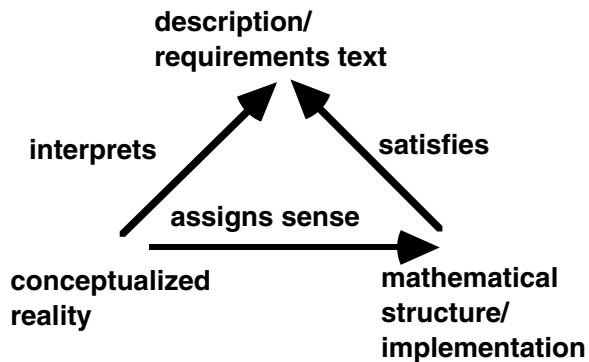 description/
requirements text
interprets
satisfies
assigns sense
conceptualized
reality
mathematical
structure/
implementation